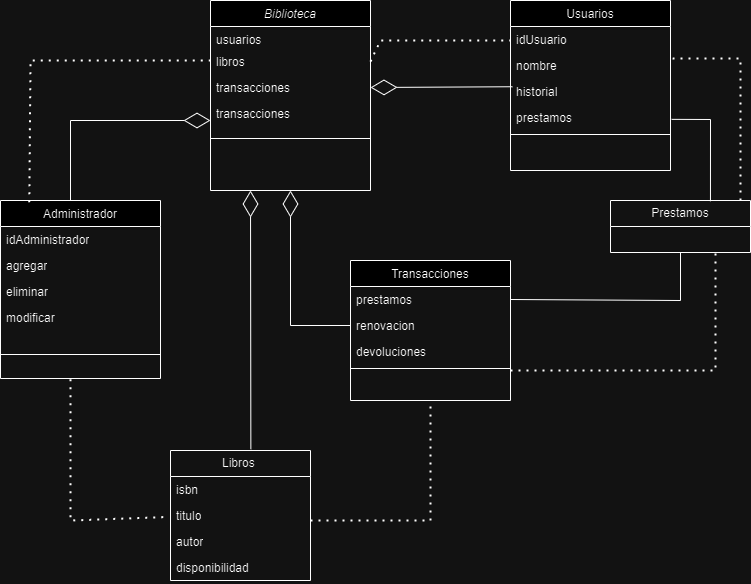 Biblioteca
usuarios
libros
transacciones
transacciones
Usuarios
idUsuario
nombre
historial
prestamos
Administrador
idAdministrador
agregar
eliminar
modificar
Prestamos
Transacciones
prestamos
renovacion
devoluciones
Libros
isbn
titulo
autor
disponibilidad